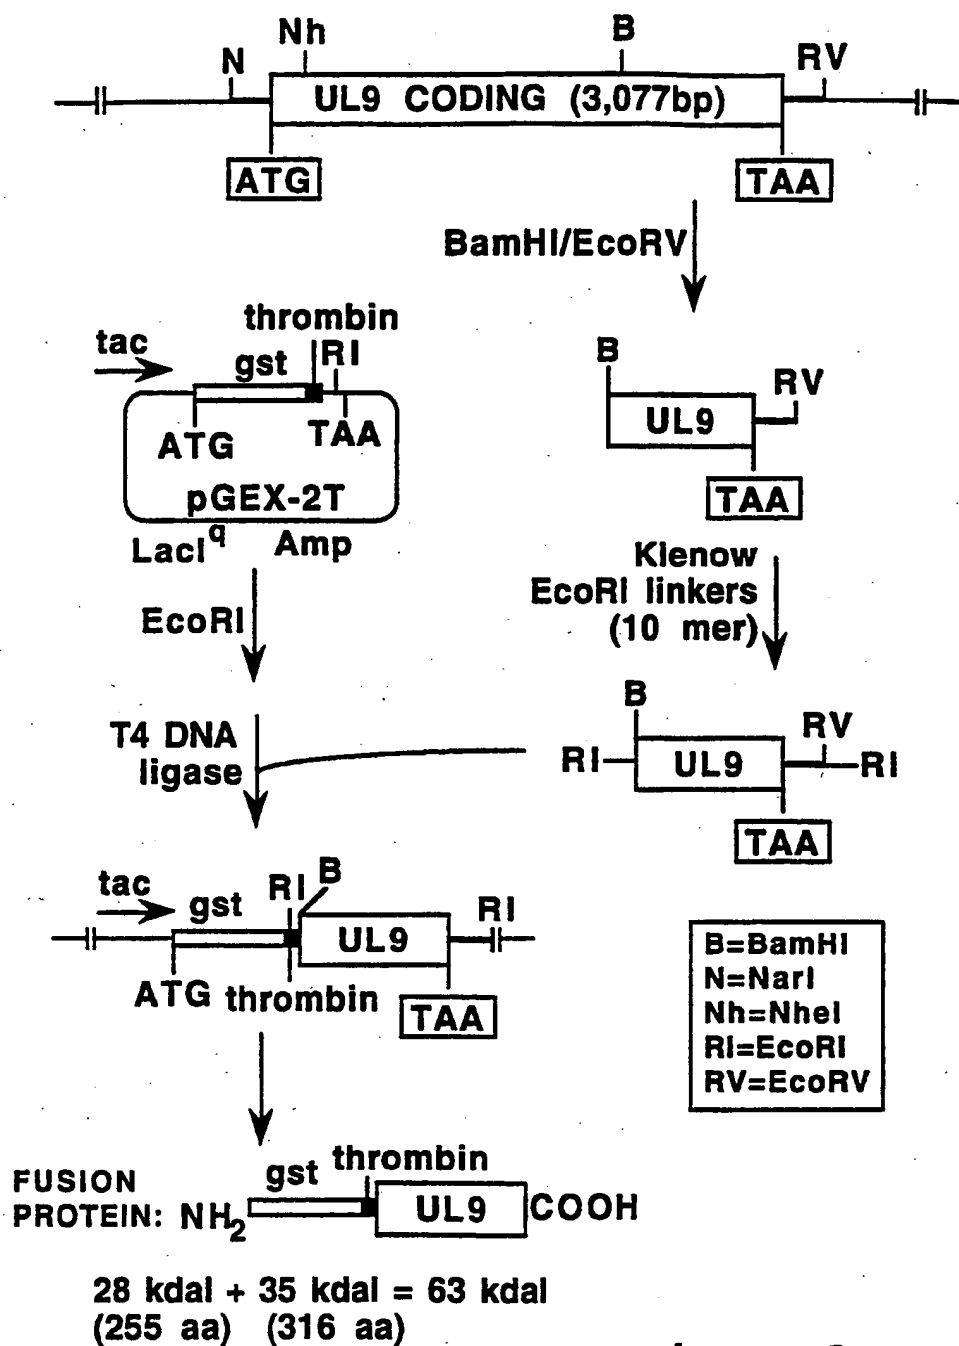 Nh
B
N
RV
UL9 CODING (3,077bp)
ATG
TAA
BamHI/EcoRV
thrombin
tac
gst
RI
ATG
TAA
pGEX-2T
LacIq
Amp
B
RV
UL9
TAA
EcoRI
Klenow
EcoRI linkers
(10 mer)
T4 DNA
ligase
B
RV
RI
UL9
RI
TAA
tac
gst
RI
B
RI
UL9
ATG
thrombin
TAA
B=BamHI
N=NarI
Nh=NheI
RI=EcoRI
RV=EcoRV
gst
thrombin
FUSION
PROTEIN: NH2
UL9
COOH
28 kdal + 35 kdal = 63 kdal
(255 aa) (316 aa)